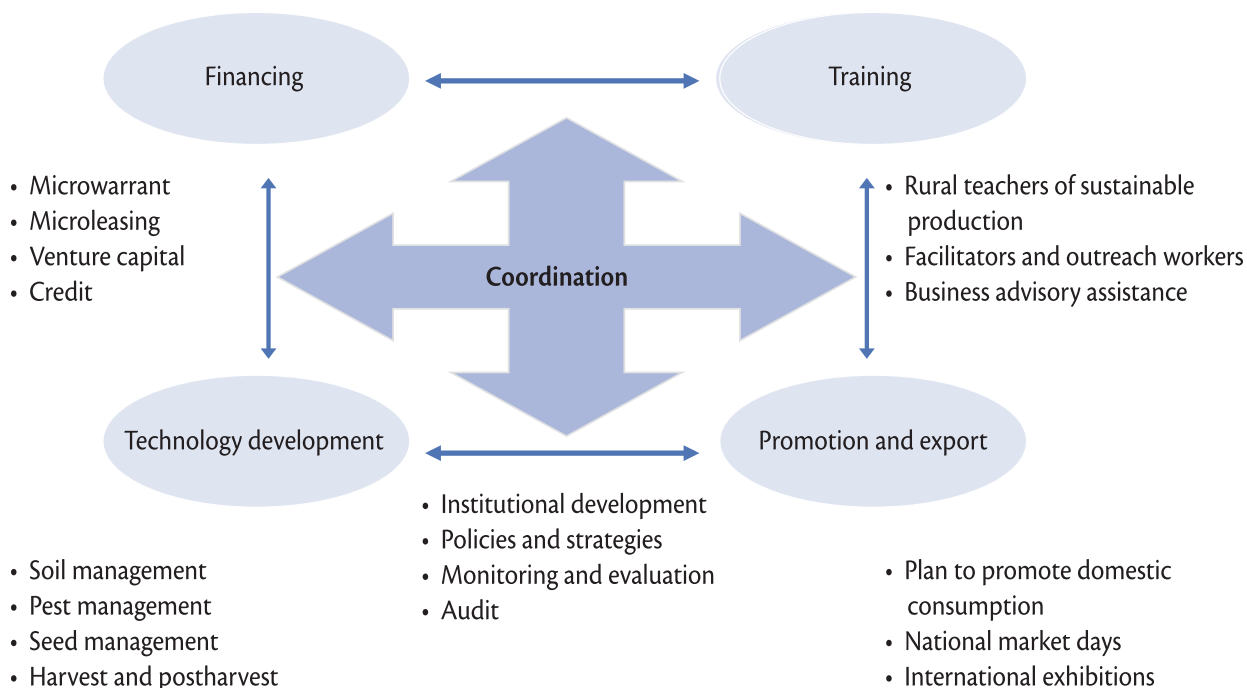 Financing
Training
• Microwarrant
• Microleasing
• Venture capital
• Credit
• Rural teachers of sustainable
production
• Facilitators and outreach workers
• Business advisory assistance
Coordination
Technology development
Promotion and export
• Institutional development
• Policies and strategies
• Monitoring and evaluation
• Audit
• Soil management
• Pest management
• Seed management
• Harvest and postharvest
• Plan to promote domestic
consumption
• National market days
• International exhibitions